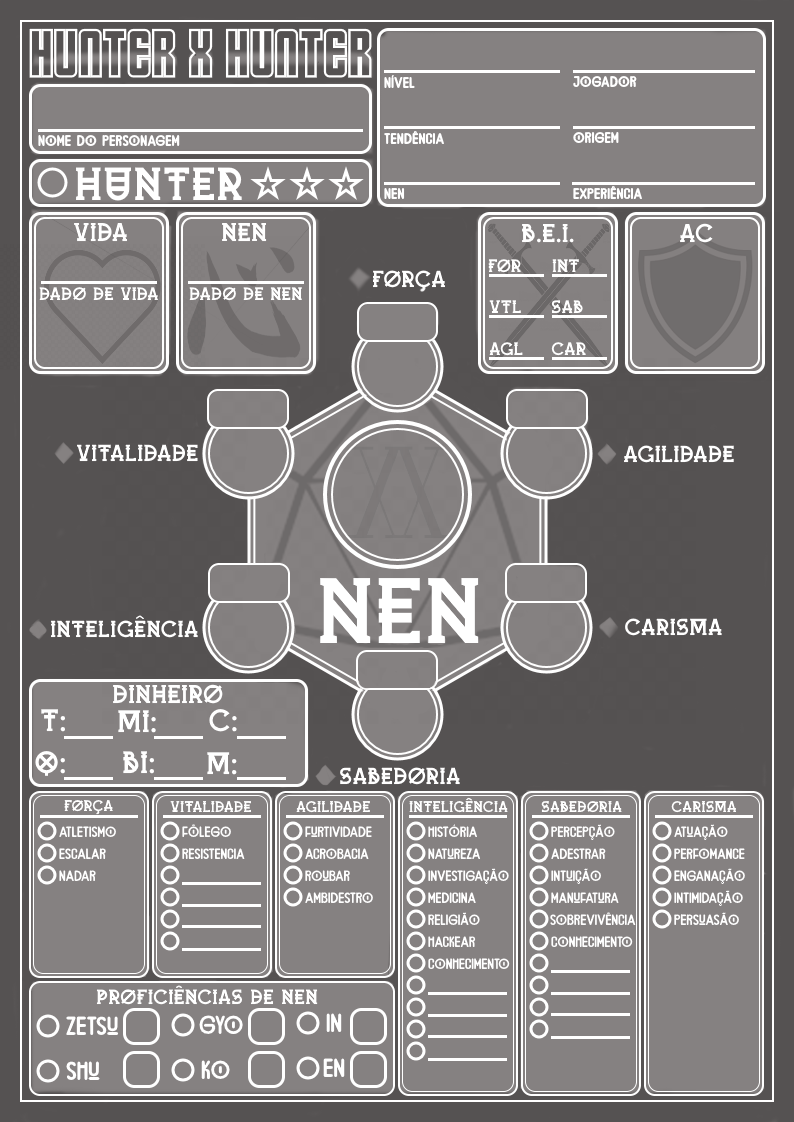 HUNTER X HUNTER
NOME DO PERSONAGEM
HUNTER
NÍVEL
JOGADOR
TENDÊNCIA
ORIGEM
NEN
EXPERIÊNCIA
VIDA
DADO DE VIDA
NEN
DADO DE NEN
B.E.I.
FOR INT
VTL SAB
AGL CAR
AC
FORÇA
VITALIDADE
AGILIDADE
NEN
INTELIGÊNCIA
CARISMA
SABEDORIA
DINHEIRO
T: MI: C:
⊗: BI: M:
FORÇA
ATLETISMO
ESCALAR
NADAR
VITALIDADE
FÔLEGO
RESISTENCIA
AGILIDADE
FURTIVIDADE
ACROBACIA
ROUBAR
AMBIDESTRO
INTELIGÊNCIA
HISTÓRIA
NATUREZA
INVESTIGAÇÃO
MEDICINA
RELIGIÃO
HACKEAR
CONHECIMENTO
SABEDORIA
PERCEPÇÃO
ADESTRAR
INTUIÇÃO
MANUFATURA
SOBREVIVÊNCIA
CONHECIMENTO
CARISMA
ATUAÇÃO
PERFOMANCE
ENGANAÇÃO
INTIMIDAÇÃO
PERSUASÃO
PROFICIÊNCIAS DE NEN
ZETSU GYO IN
SHU KO EN